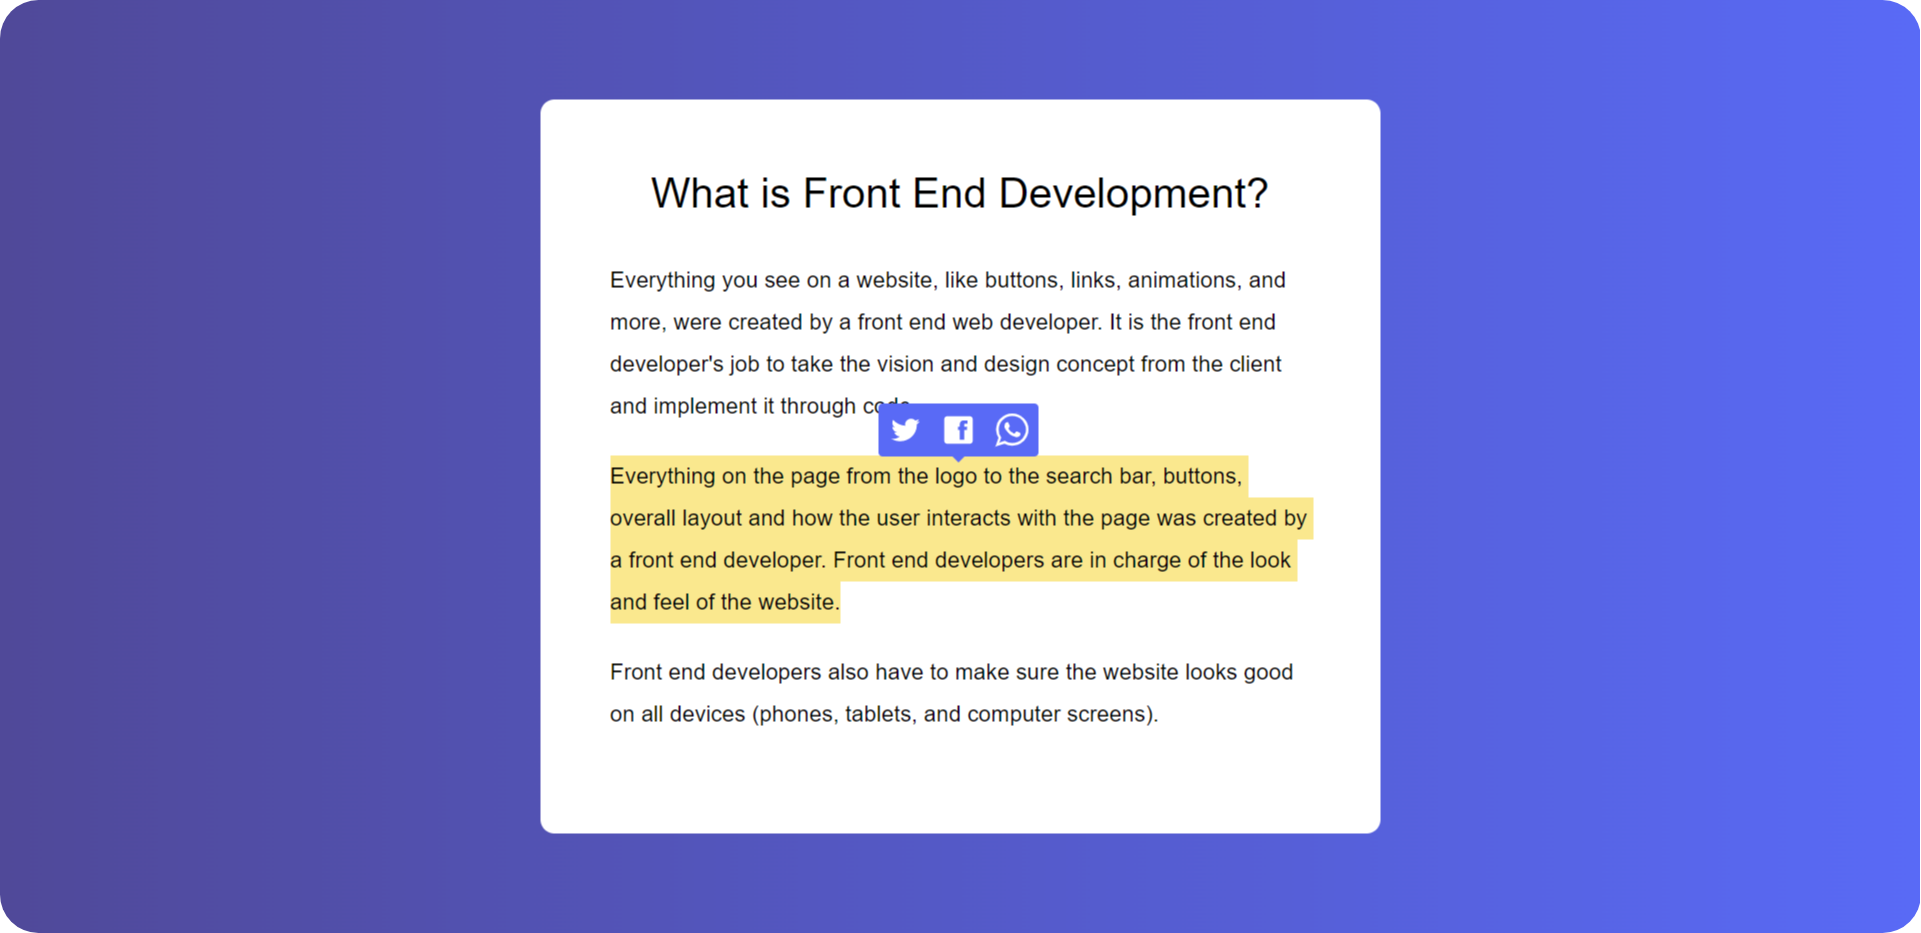 What is Front End Development?
Everything you see on a website, like buttons, links, animations, and
more, were created by a front end web developer. It is the front end
developer's job to take the vision and design concept from the client
and implement it through code.
Everything on the page from the logo to the search bar, buttons,
overall layout and how the user interacts with the page was created by
a front end developer. Front end developers are in charge of the look
and feel of the website.
Front end developers also have to make sure the website looks good
on all devices (phones, tablets, and computer screens).